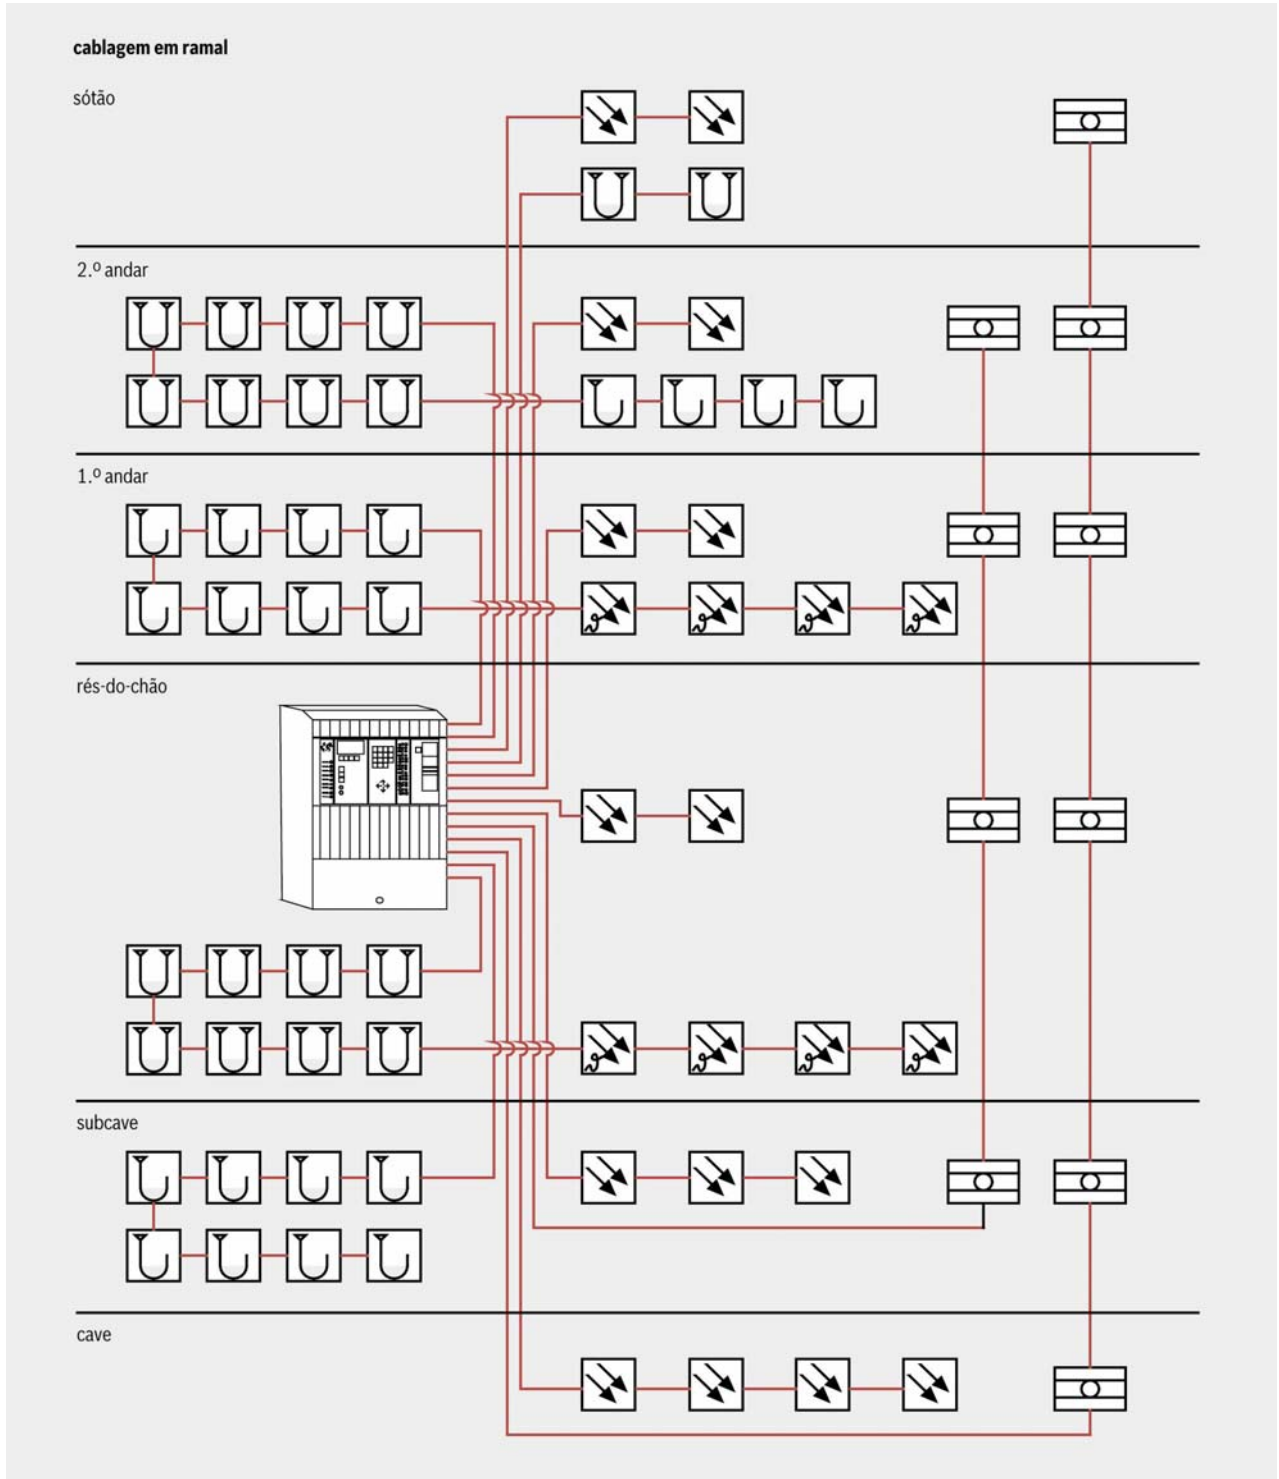 cablagem em ramal
sótão
2.º andar
1.º andar
rés-do-chão
subcave
cave